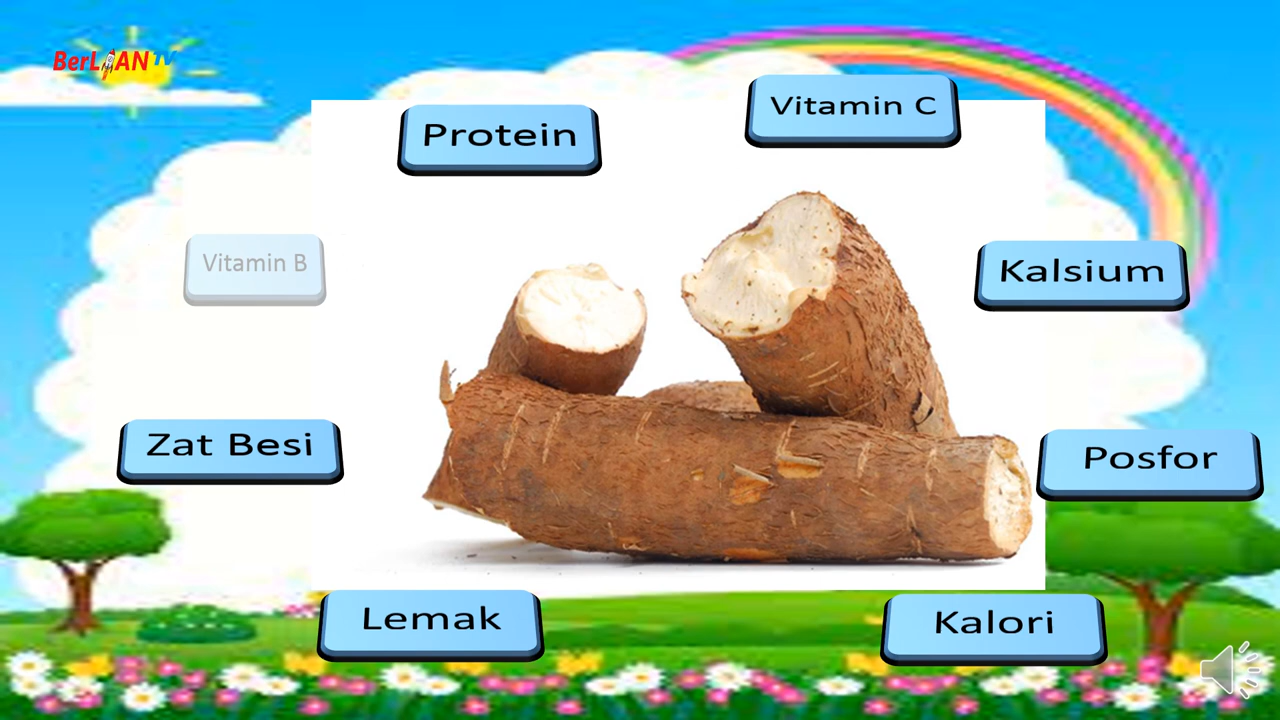 BerLIAN TV
Protein
Vitamin C
Vitamin B
Kalsium
Zat Besi
Posfor
Lemak
Kalori